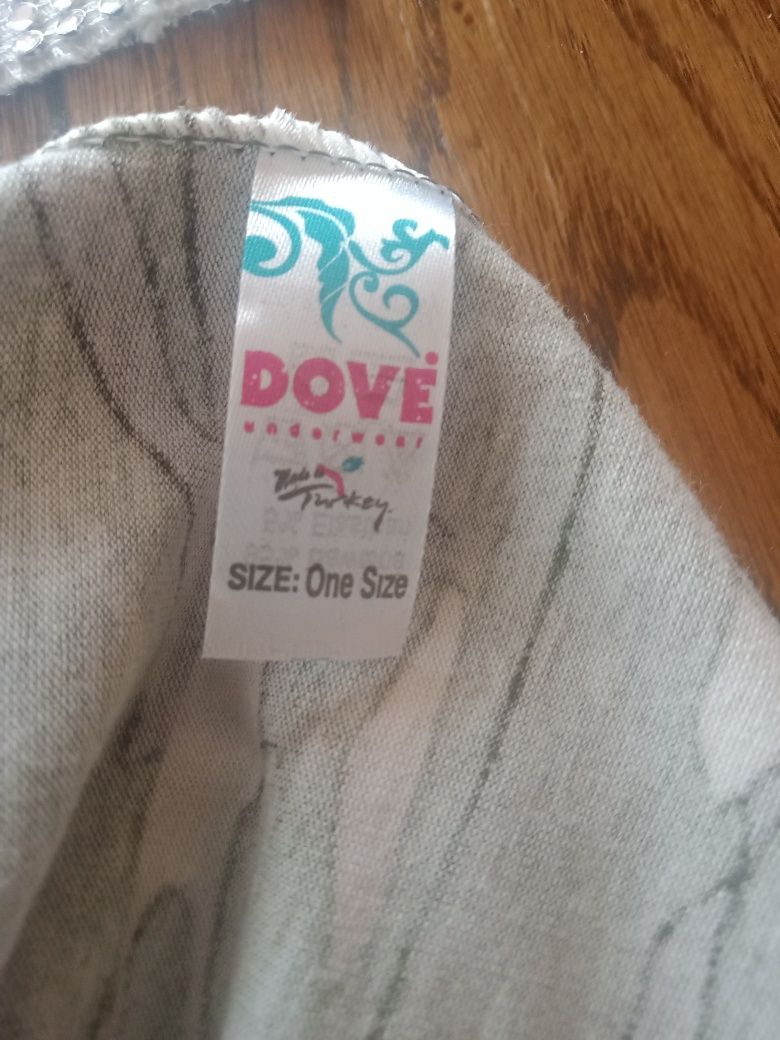 DOVE
underwear
Made in
Turkey
SIZE: One Size